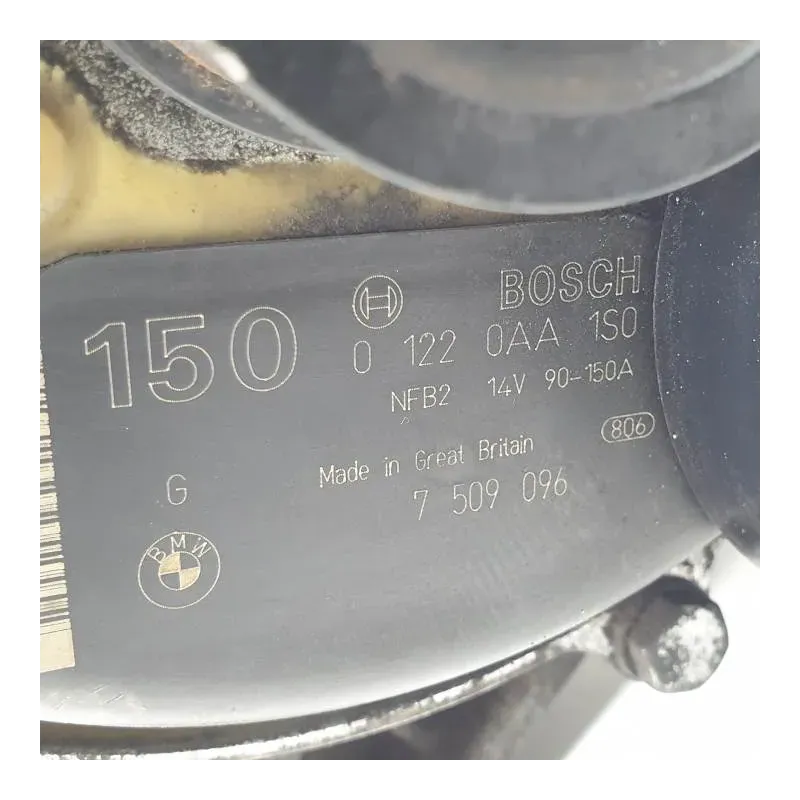 BOSCH
150
0 122 0AA 1S0
NFB2 14V 90-150A
806
Made in Great Britain
7 509 096
G
BMW